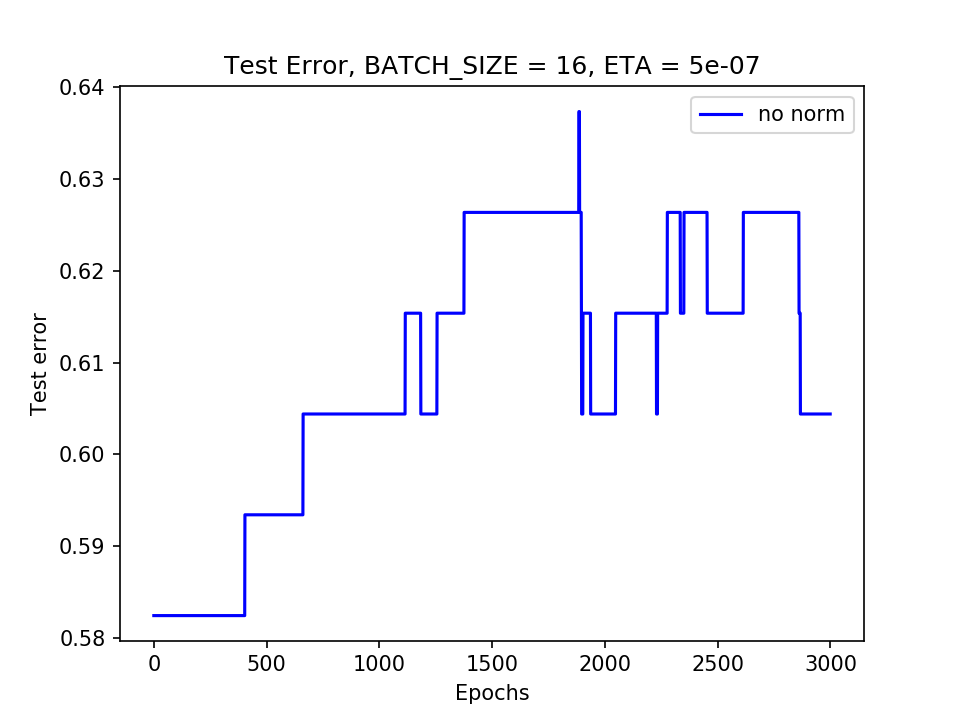 Test Error, BATCH_SIZE = 16, ETA = 5e-07
no norm
0.64
0.63
0.62
0.61
0.60
0.59
0.58
Test error
0 500 1000 1500 2000 2500 3000
Epochs